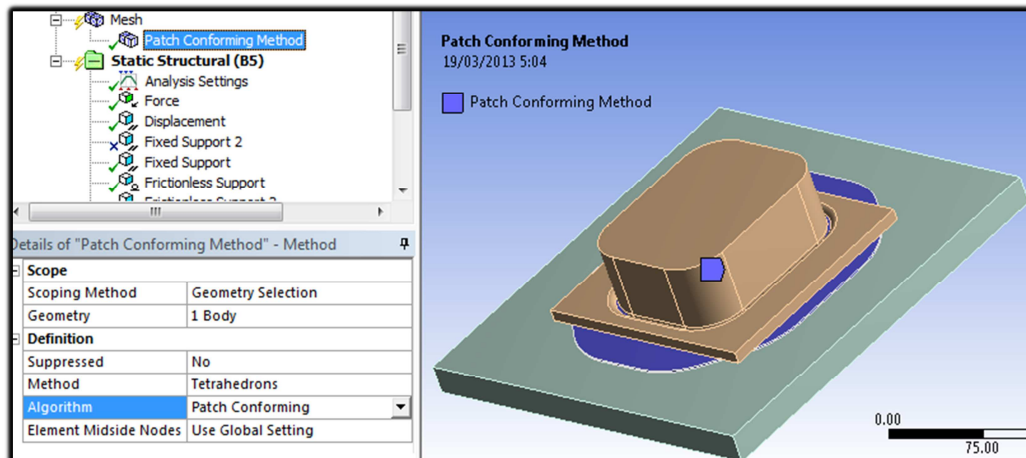 Mesh
Patch Conforming Method
Static Structural (B5)
Analysis Settings
Force
Displacement
Fixed Support 2
Fixed Support
Frictionless Support
Frictionless Support 2
Details of "Patch Conforming Method" - Method
Scope
Scoping Method Geometry Selection
Geometry 1 Body
Definition
Suppressed No
Method Tetrahedrons
Algorithm Patch Conforming
Element Midside Nodes Use Global Setting
Patch Conforming Method
19/03/2013 5:04
Patch Conforming Method
0.00
75.00